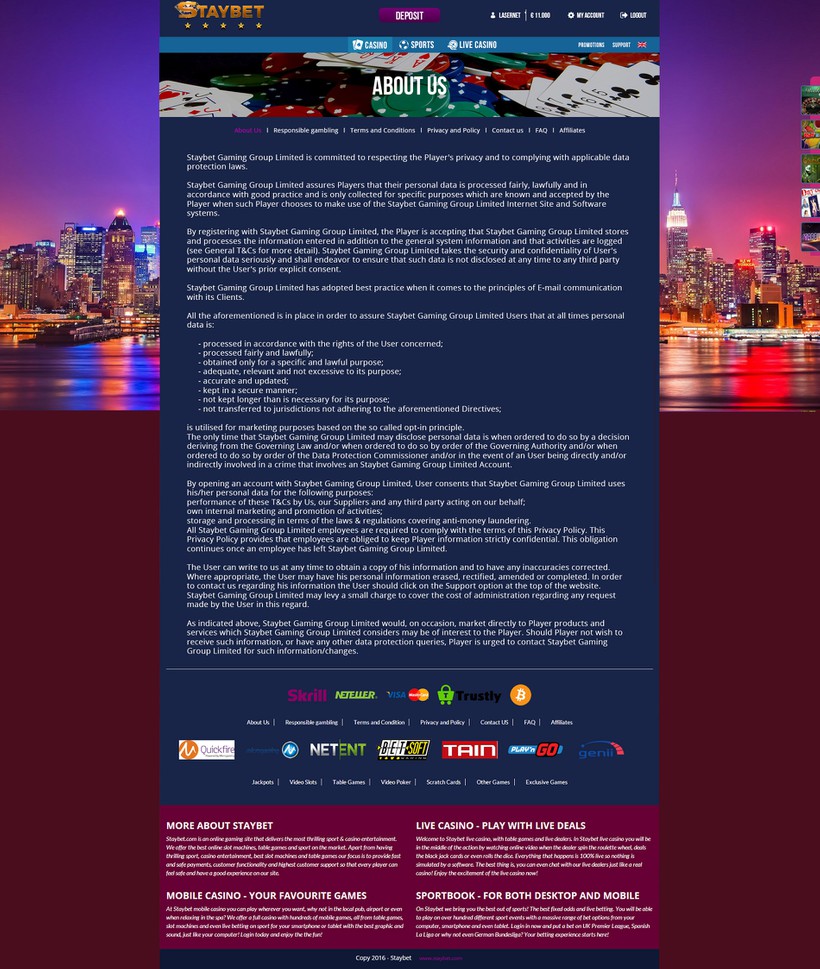 STAYBET
DEPOSIT
LASERNET | € 11.000 MY ACCOUNT LOGOUT
CASINO SPORTS LIVE CASINO PROMOTIONS SUPPORT
ABOUT US
About Us | Responsible gambling | Terms and Conditions | Privacy and Policy | Contact us | FAQ | Affiliates
Staybet Gaming Group Limited is committed to respecting the Player's privacy and to complying with applicable data
protection laws.
Staybet Gaming Group Limited assures Players that their personal data is processed fairly, lawfully and in
accordance with good practice and is only collected for specific purposes which are known and accepted by the
Player when such Player chooses to make use of the Staybet Gaming Group Limited Internet Site and Software
systems.
By registering with Staybet Gaming Group Limited, the Player is accepting that Staybet Gaming Group Limited stores
and processes the information entered in addition to the general system information and that activities are logged
(see General T&Cs for more detail). Staybet Gaming Group Limited takes the security and confidentiality of User's
personal data seriously and shall endeavor to ensure that such data is not disclosed at any time to any third party
without the User's prior explicit consent.
Staybet Gaming Group Limited has adopted best practice when it comes to the principles of E-mail communication
with its Clients.
All the aforementioned is in place in order to assure Staybet Gaming Group Limited Users that at all times personal
data is:
- processed in accordance with the rights of the User concerned;
- processed fairly and lawfully;
- obtained only for a specific and lawful purpose;
- adequate, relevant and not excessive to its purpose;
- accurate and updated;
- kept in a secure manner;
- not kept longer than is necessary for its purpose;
- not transferred to jurisdictions not adhering to the aforementioned Directives;
is utilised for marketing purposes based on the so called opt-in principle.
The only time that Staybet Gaming Group Limited may disclose personal data is when ordered to do so by a decision
deriving from the Governing Law and/or when ordered to do so by order of the Governing Authority and/or when
ordered to do so by order of the Data Protection Commissioner and/or in the event of an User being directly and/or
indirectly involved in a crime that involves an Staybet Gaming Group Limited Account.
By opening an account with Staybet Gaming Group Limited, User consents that Staybet Gaming Group Limited uses
his/her personal data for the following purposes:
performance of these T&Cs by Us, our Suppliers and any third party acting on our behalf;
own internal marketing and promotion of activities;
storage and processing in terms of the laws & regulations covering anti-money laundering.
All Staybet Gaming Group Limited employees are required to comply with the terms of this Privacy Policy. This
Privacy Policy provides that employees are obliged to keep Player information strictly confidential. This obligation
continues once an employee has left Staybet Gaming Group Limited.
The User can write to us at any time to obtain a copy of his information and to have any inaccuracies corrected.
Where appropriate, the User may have his personal information erased, rectified, amended or completed. In order
to contact us regarding his information the User should click on the Support option at the top of the website.
Staybet Gaming Group Limited may levy a small charge to cover the cost of administration regarding any request
made by the User in this regard.
As indicated above, Staybet Gaming Group Limited would, on occasion, market directly to Player products and
services which Staybet Gaming Group Limited considers may be of interest to the Player. Should Player not wish to
receive such information, or have any other data protection queries, Player is urged to contact Staybet Gaming
Group Limited for such information/changes.
Skrill NETELLER VISA MasterCard Trustly
About Us | Responsible gambling | Terms and Condition | Privacy and Policy | Contact US | FAQ | Affiliates
Quickfire NETENT BETSOFT GAMING TAIN PLAY'N GO genii
Jackpots | Video Slots | Table Games | Video Poker | Scratch Cards | Other Games | Exclusive Games
MORE ABOUT STAYBET
Staybet.com is an online gaming site that delivers the most thrilling sport & casino entertainment.
We offer the best online slot machines, table games and sport on the market. Apart from having
thrilling sport, casino entertainment, best slot machines and table games our focus is to provide fast
and safe payments, customer functionality and highest customer support so that every player can
feel safe and have a good experience on our site.
LIVE CASINO - PLAY WITH LIVE DEALS
Welcome to Staybet live casino, with table games and live dealers. In Staybet live casino you will be
in the middle of the action by watching online video when the dealer spin the roulette wheel, deals
the black jack cards or even rolls the dice. Everything that happens is 100% live so nothing is
simulated by a software. The best thing is, you can even chat with our live dealers just like a real
casino! Enjoy the excitement of the live casino now!
MOBILE CASINO - YOUR FAVOURITE GAMES
At Staybet mobile casino you can play wherever you want, why not in the local pub, airport or even
when relaxing in the spa? We offer a full casino with hundreds of mobile games, all from table games,
slot machines and even live betting on sport for your smartphone or tablet with the best graphic and
sound, just like your computer! Login today and enjoy the the fun!
SPORTBOOK - FOR BOTH DESKTOP AND MOBILE
On Staybet we bring you the best out of sports! The best fixed odds and live betting. You will be able
to play on over hundred different sport events with a massive range of bet options from your
computer, smartphone and even tablet. Login in now and put a bet on UK Premier League, Spanish
La Liga or why not even German Bundesliga? Your betting experience starts here!
Copy 2016 - Staybet www.staybet.com